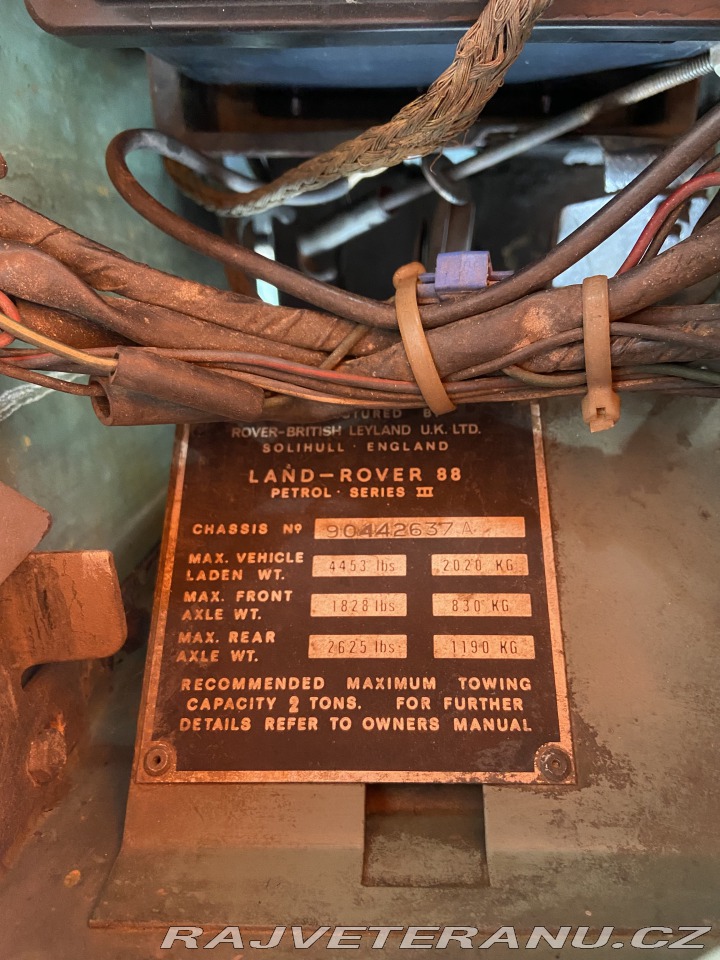 ROVER-BRITISH LEYLAND U.K. LTD.
SOLIHULL · ENGLAND
LAND-ROVER 88
PETROL · SERIES III
CHASSIS Nº 90442637A
MAX. VEHICLE
LADEN WT. 4453 lbs 2020 KG
MAX. FRONT
AXLE WT. 1828 lbs 830 KG
MAX. REAR
AXLE WT. 2625 lbs 1190 KG
RECOMMENDED MAXIMUM TOWING
CAPACITY 2 TONS. FOR FURTHER
DETAILS REFER TO OWNERS MANUAL
RAJVETERANU.CZ